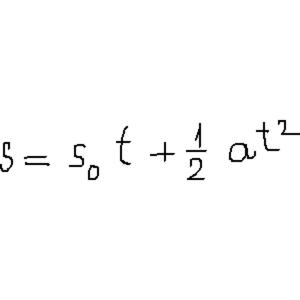 s = s₀ t + 1/2 at²